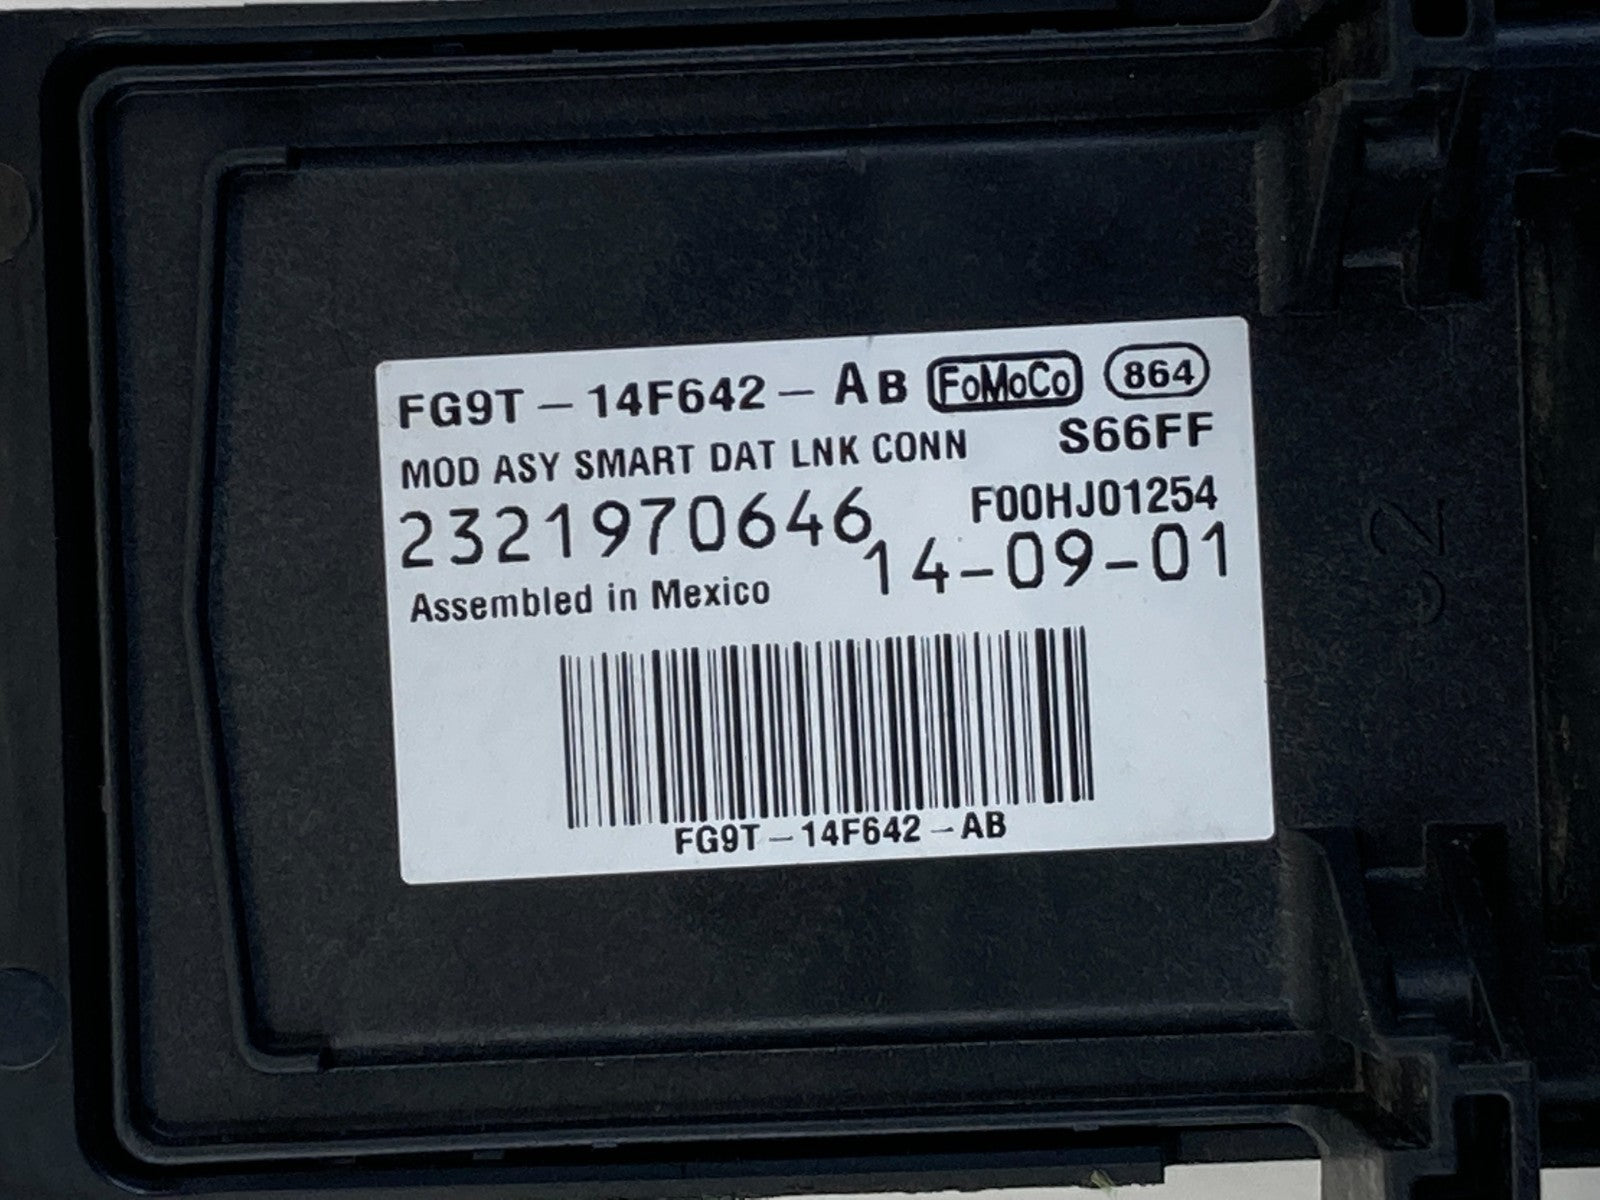 FG9T - 14F642 - AB FoMoCo 864
MOD ASY SMART DAT LNK CONN S66FF
2321970646 F00HJ01254
Assembled in Mexico 14-09-01
FG9T - 14F642 - AB